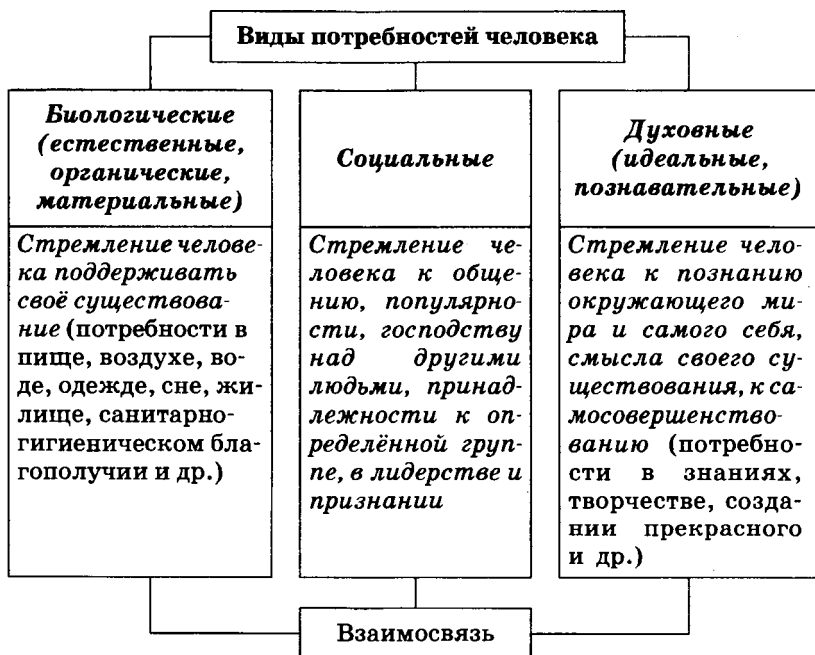 Виды потребностей человека
Биологические
(естественные,
органические,
материальные)
Стремление челове-
ка поддерживать
своё существова-
ние (потребности в
пище, воздухе, во-
де, одежде, сне, жи-
лище, санитарно-
гигиеническом бла-
гополучии и др.)
Социальные
Стремление че-
ловека к обще-
нию, популярно-
сти, господству
над другими
людьми, принад-
лежности к оп-
ределённой груп-
пе, в лидерстве и
признании
Духовные
(идеальные,
познавательные)
Стремление чело-
века к познанию
окружающего ми-
ра и самого себя,
смысла своего су-
ществования, к са-
мосовершенство-
ванию (потребно-
сти в знаниях,
творчестве, созда-
нии прекрасного
и др.)
Взаимосвязь